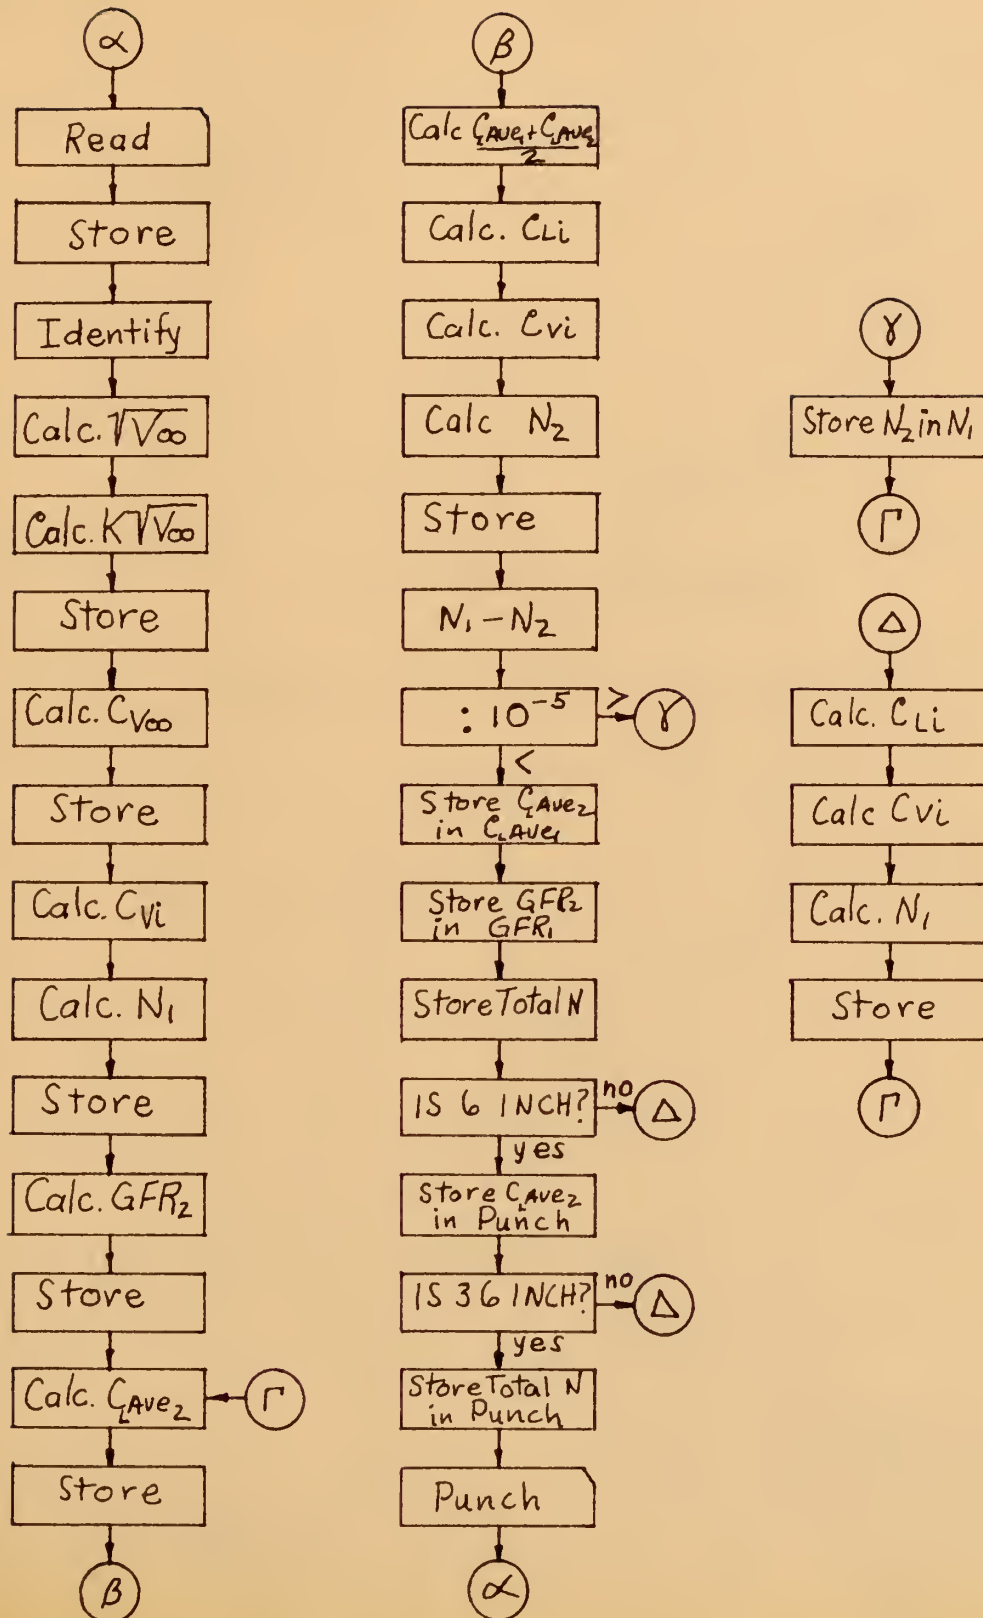 α
Read
Store
Identify
Calc. √V∞
Calc. K√V∞
Store
Calc. CV∞
Store
Calc. CVi
Calc. N1
Store
Calc. GFR2
Store
Calc. CLAVE2
Γ
Store
β
β
Calc CLAVE1 + CLAVE2
2
Calc. CLi
Calc. Cvi
Calc N2
Store
N1 - N2
: 10-5
>
γ
<
Store CLAVE2
in CLAVE1
Store GFR2
in GFR1
Store Total N
IS 6 INCH?
no
Δ
yes
Store CLAVE2
in Punch
IS 36 INCH?
no
Δ
yes
Store Total N
in Punch
Punch
α
γ
Store N2 in N1
Γ
Δ
Calc. CLi
Calc Cvi
Calc. N1
Store
Γ